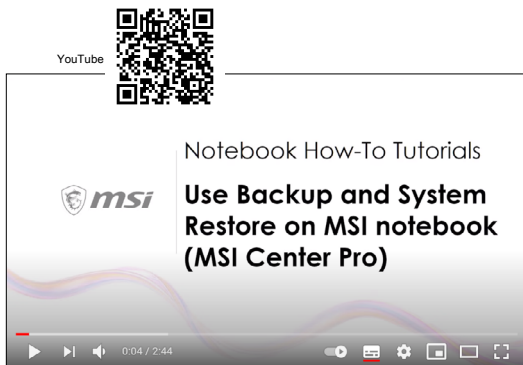 YouTube
Notebook How-To Tutorials
msi
Use Backup and System
Restore on MSI notebook
(MSI Center Pro)
0:04 / 2:44